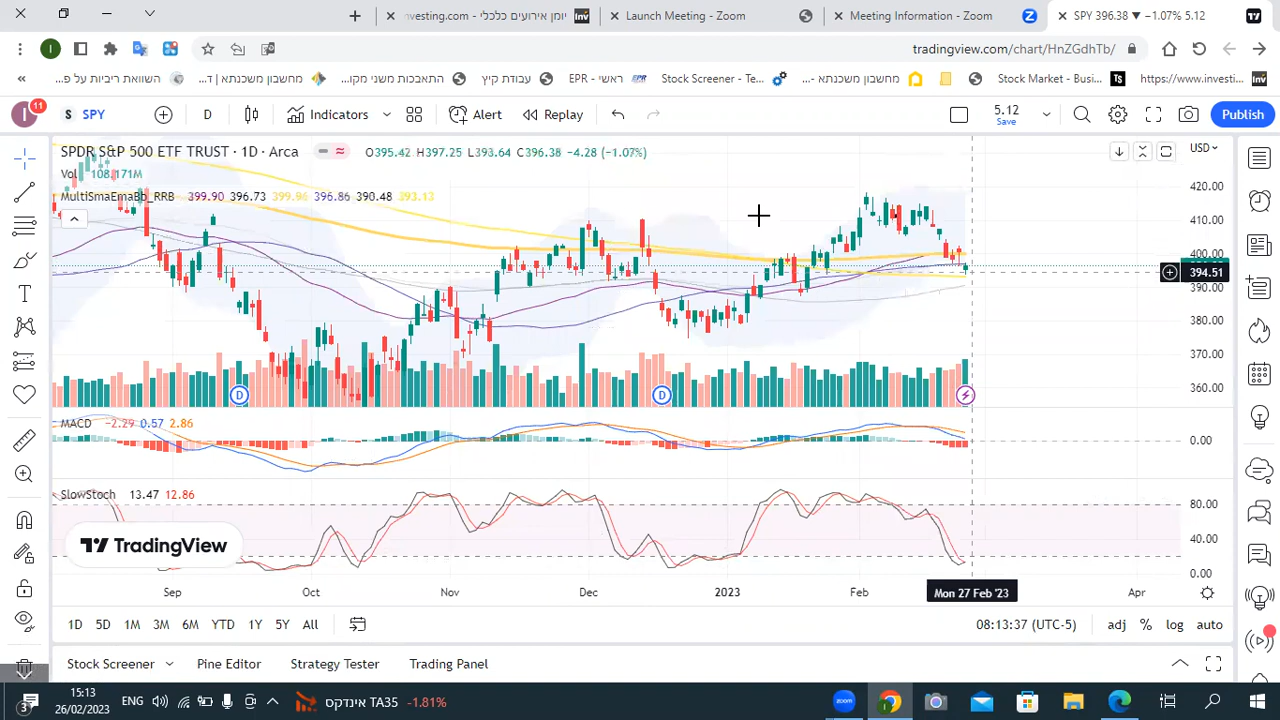 יומן אירועים כלכלי - Investing.com
Launch Meeting - Zoom
Meeting Information - Zoom
SPY 396.38 ▼ −1.07% 5.12
tradingview.com/chart/HnZGdhTb/
השוואת ריביות על פ...
מחשבון משכנתא | ד...
התאבכות משני מקו...
עבודת קיץ
EPR - ראשי
Stock Screener - Te...
מחשבון משכנתא -...
Stock Market - Busi...
https://www.investi...
I 11
S SPY
D
Indicators
Alert
Replay
5.12
Save
Publish
SPDR S&P 500 ETF TRUST · 1D · Arca
O395.42 H397.25 L393.64 C396.38 −4.28 (−1.07%)
USD
Vol 108.171M
MultiSmaEmaBb_RRB 399.90 396.73 399.96 396.86 390.48 393.13
420.00
410.00
400.00
394.51
390.00
380.00
370.00
360.00
D
D
MACD −2.29 0.57 2.86
0.00
SlowStoch 13.47 12.86
80.00
40.00
0.00
TradingView
Sep Oct Nov Dec 2023 Feb Mon 27 Feb '23 Apr
1D 5D 1M 3M 6M YTD 1Y 5Y All
08:13:37 (UTC-5) adj % log auto
Stock Screener Pine Editor Strategy Tester Trading Panel
15:13
26/02/2023
3
ENG
אינדקס TA35 -1.81%
zoom